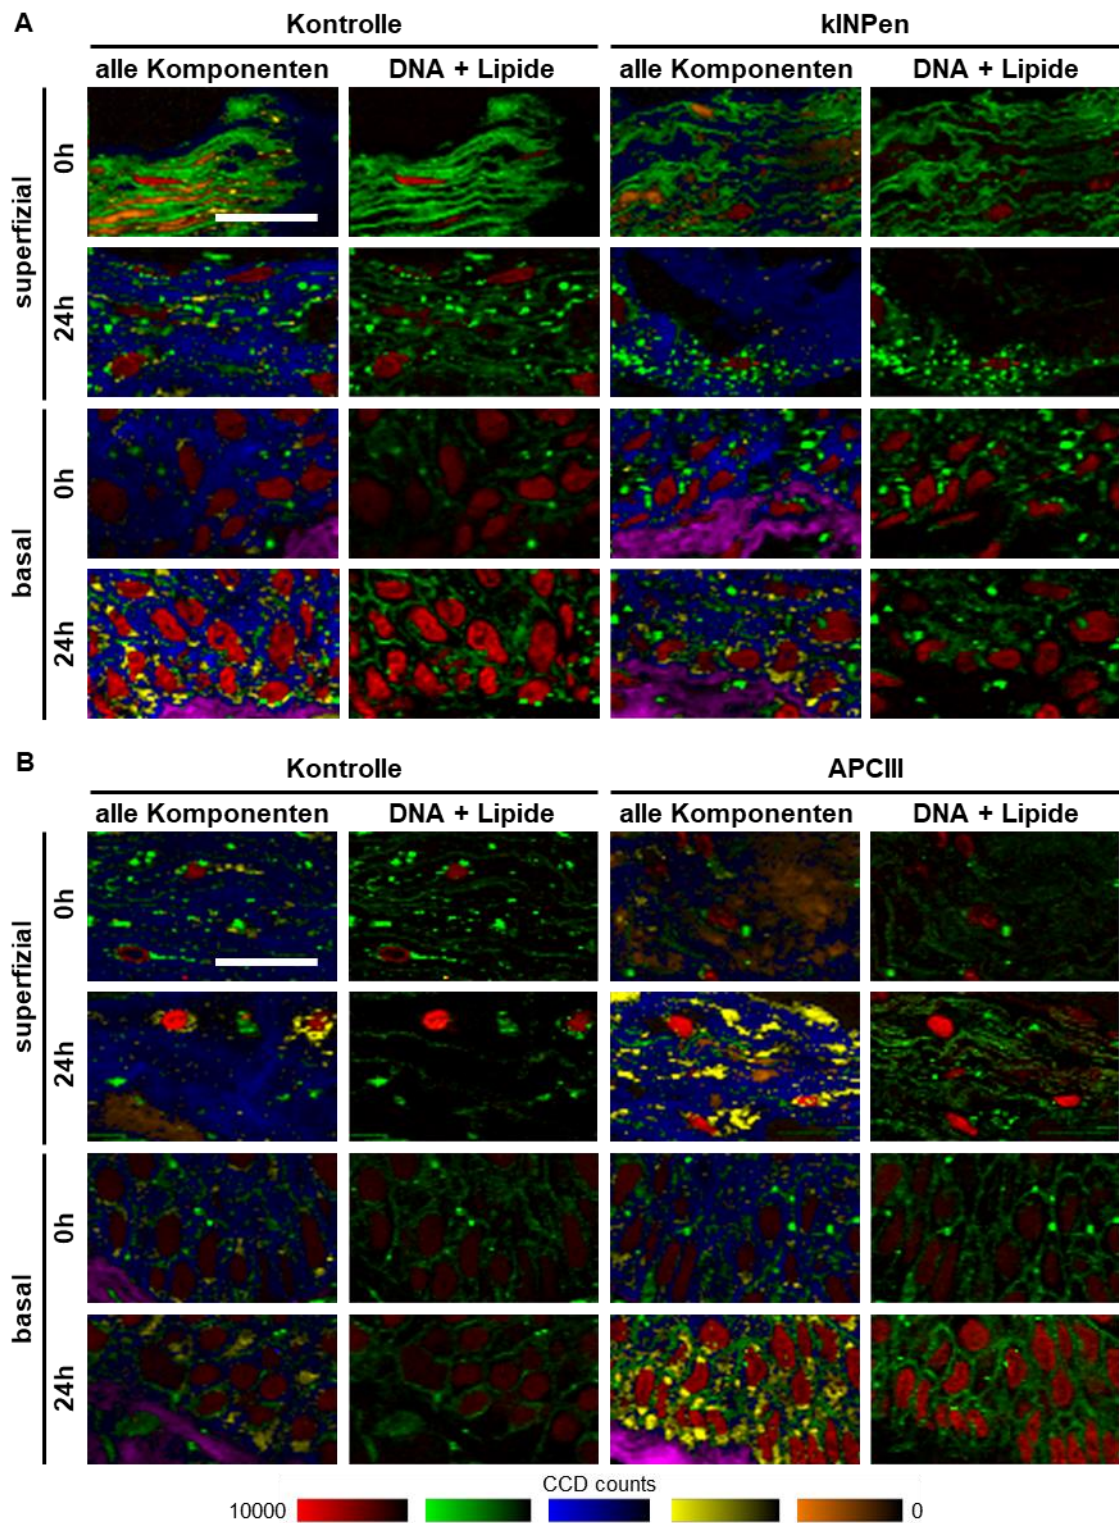 A
Kontrolle kINPen
alle Komponenten DNA + Lipide alle Komponenten DNA + Lipide
superfizial
0h
24h
basal
0h
24h
B
Kontrolle APCIII
alle Komponenten DNA + Lipide alle Komponenten DNA + Lipide
superfizial
0h
24h
basal
0h
24h
CCD counts
10000 0